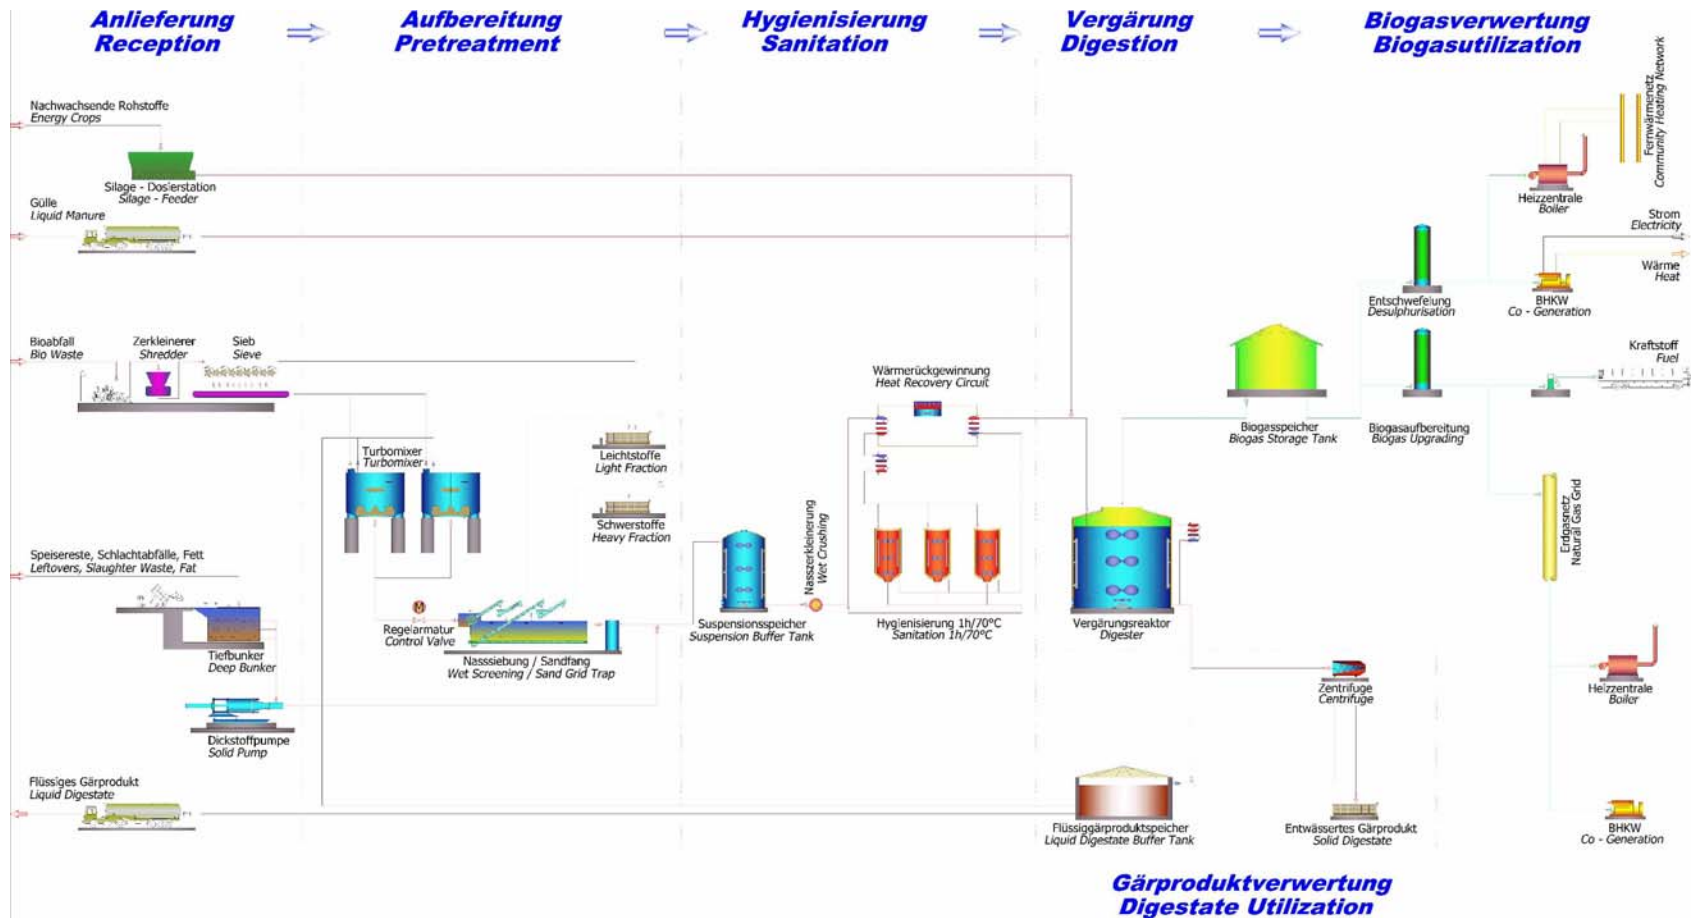 Anlieferung
Reception
Aufbereitung
Pretreatment
Hygienisierung
Sanitation
Vergärung
Digestion
Biogasverwertung
Biogasutilization
Nachwachsende Rohstoffe
Energy Crops
Silage - Dosierstation
Silage - Feeder
Gülle
Liquid Manure
Bioabfall
Bio Waste
Zerkleinerer
Shredder
Sieb
Sieve
Turbomixer
Turbomixer
Leichtstoffe
Light Fraction
Schwerstoffe
Heavy Fraction
Speisereste, Schlachtabfälle, Fett
Leftovers, Slaughter Waste, Fat
Tiefbunker
Deep Bunker
M
Regelarmatur
Control Valve
Nasssiebung / Sandfang
Wet Screening / Sand Grid Trap
Dickstoffpumpe
Solid Pump
Flüssiges Gärprodukt
Liquid Digestate
Suspensionsspeicher
Suspension Buffer Tank
Nasszerkleinerung
Wet Crushing
Wärmerückgewinnung
Heat Recovery Circuit
Hygienisierung 1h/70°C
Sanitation 1h/70°C
Vergärungsreaktor
Digester
Biogasspeicher
Biogas Storage Tank
Entschwefelung
Desulphurisation
Biogasaufbereitung
Biogas Upgrading
Heizzentrale
Boiler
Fernwärmenetz
Community Heating Network
Strom
Electricity
Wärme
Heat
BHKW
Co - Generation
Kraftstoff
Fuel
Erdgasnetz
Natural Gas Grid
Heizzentrale
Boiler
BHKW
Co - Generation
Zentrifuge
Centrifuge
Flüssiggärproduktspeicher
Liquid Digestate Buffer Tank
Entwässertes Gärprodukt
Solid Digestate
Gärproduktverwertung
Digestate Utilization